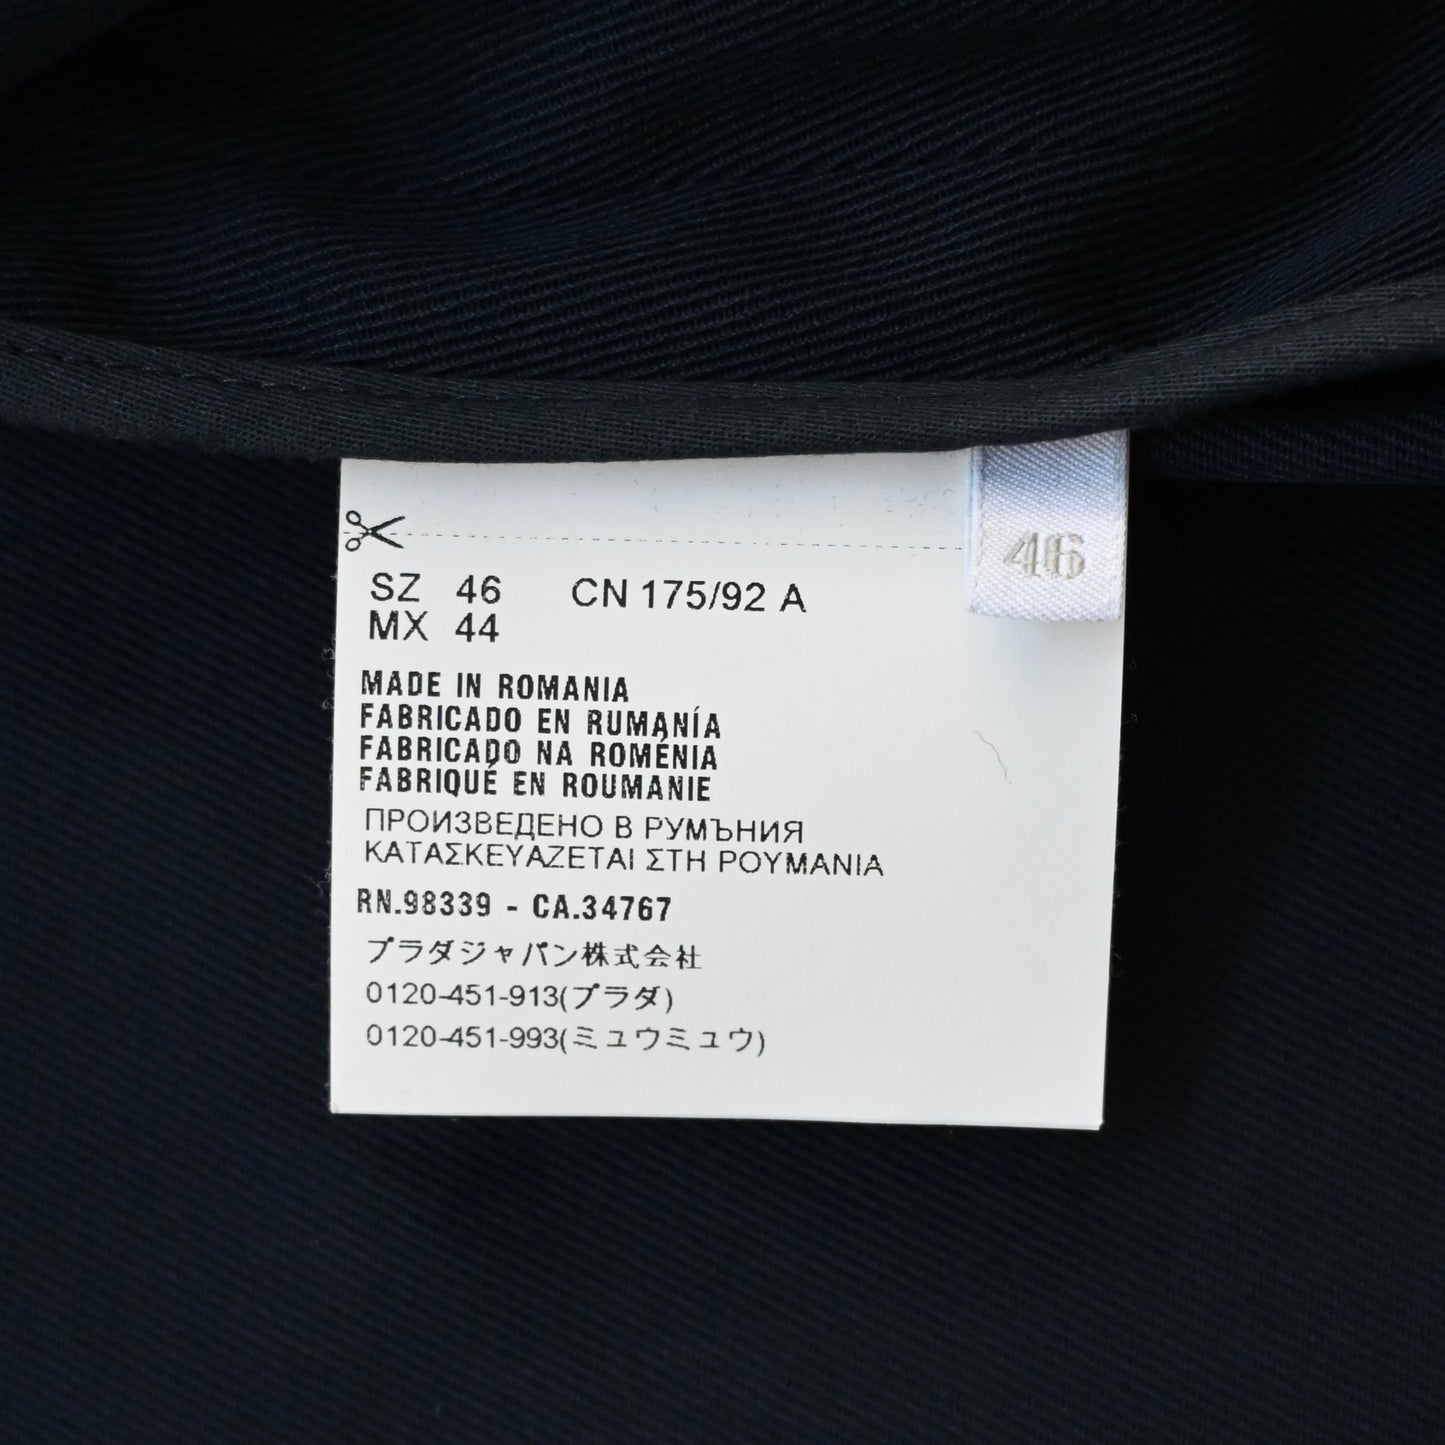 46
SZ 46 CN 175/92 A
MX 44
MADE IN ROMANIA
FABRICADO EN RUMANÍA
FABRICADO NA ROMÉNIA
FABRIQUÉ EN ROUMANIE
ПРОИЗВЕДЕНО В РУМЪНИЯ
ΚΑΤΑΣΚΕΥΑΖΕΤΑΙ ΣΤΗ ΡΟΥΜΑΝΙΑ
RN.98339 - CA.34767
プラダジャパン株式会社
0120-451-913(プラダ)
0120-451-993(ミュウミュウ)